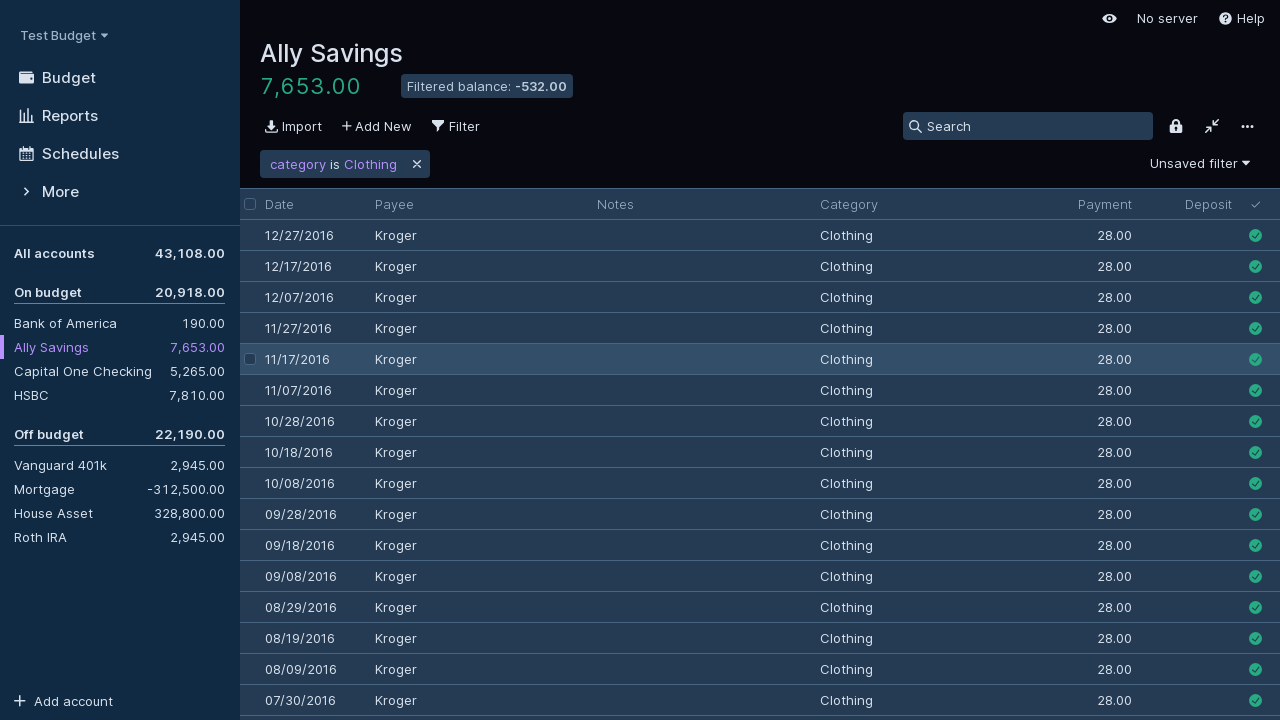 Test Budget
Budget
Reports
Schedules
More
All accounts 43,108.00
On budget 20,918.00
Bank of America 190.00
Ally Savings 7,653.00
Capital One Checking 5,265.00
HSBC 7,810.00
Off budget 22,190.00
Vanguard 401k 2,945.00
Mortgage -312,500.00
House Asset 328,800.00
Roth IRA 2,945.00
Add account
No server Help
Ally Savings
7,653.00 Filtered balance: -532.00
Import Add New Filter Search
category is Clothing Unsaved filter
Date Payee Notes Category Payment Deposit
12/27/2016 Kroger Clothing 28.00
12/17/2016 Kroger Clothing 28.00
12/07/2016 Kroger Clothing 28.00
11/27/2016 Kroger Clothing 28.00
11/17/2016 Kroger Clothing 28.00
11/07/2016 Kroger Clothing 28.00
10/28/2016 Kroger Clothing 28.00
10/18/2016 Kroger Clothing 28.00
10/08/2016 Kroger Clothing 28.00
09/28/2016 Kroger Clothing 28.00
09/18/2016 Kroger Clothing 28.00
09/08/2016 Kroger Clothing 28.00
08/29/2016 Kroger Clothing 28.00
08/19/2016 Kroger Clothing 28.00
08/09/2016 Kroger Clothing 28.00
07/30/2016 Kroger Clothing 28.00